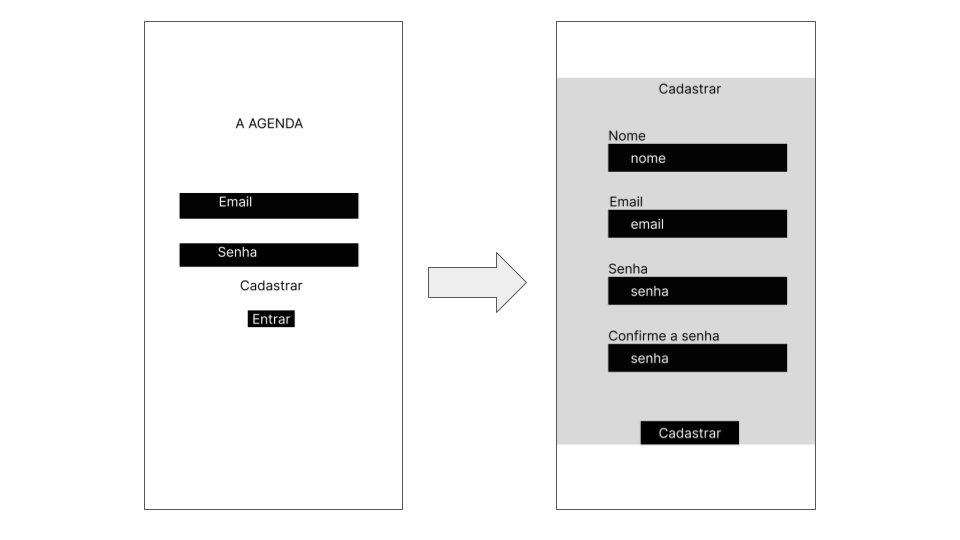 A AGENDA
Email
Senha
Cadastrar
Entrar
Cadastrar
Nome
nome
Email
email
Senha
senha
Confirme a senha
senha
Cadastrar